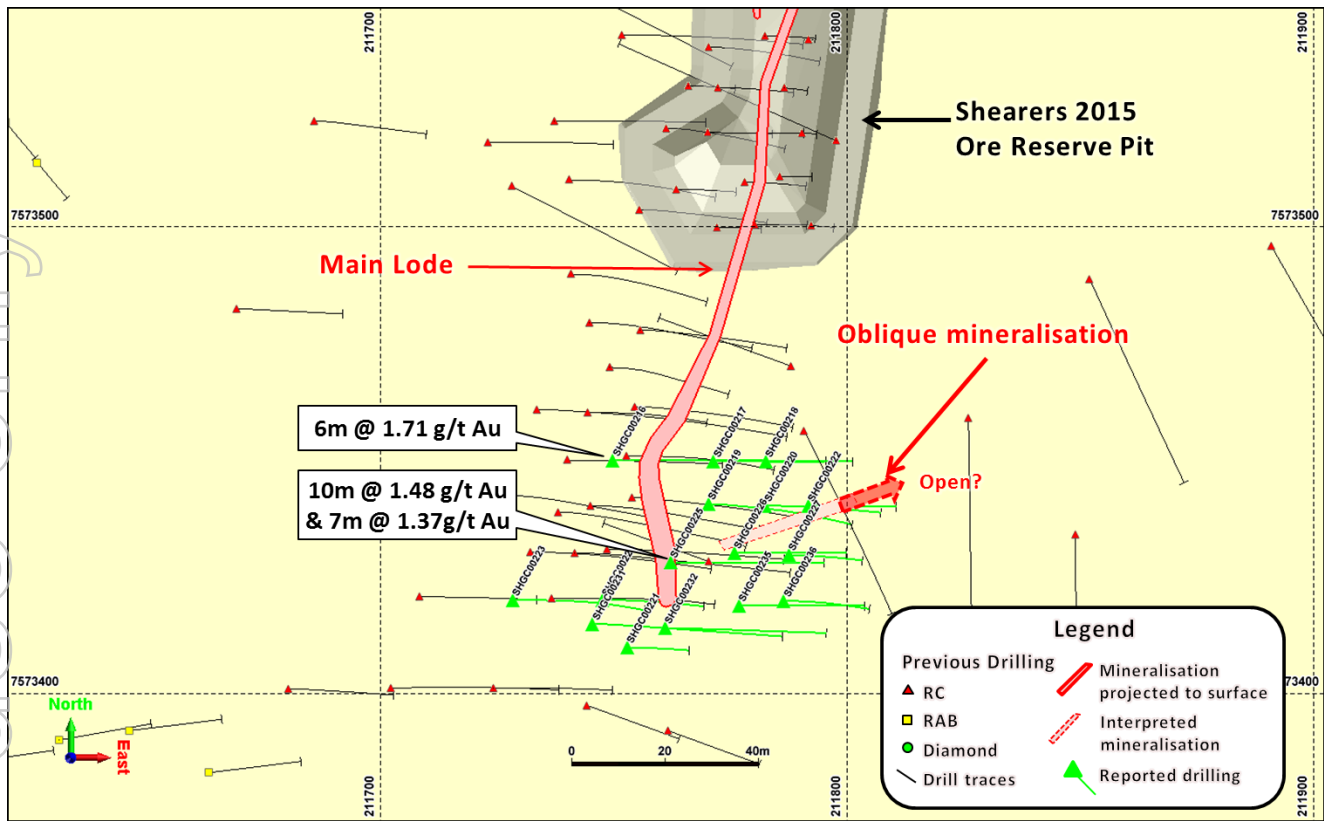 211700
211800
211900
Shearers 2015
Ore Reserve Pit
7573500
7573500
Main Lode
Oblique mineralisation
6m @ 1.71 g/t Au
SHGC00216
SHGC00217
SHGC00218
SHGC00219
SHGC00220
SHGC00222
Open?
10m @ 1.48 g/t Au
& 7m @ 1.37g/t Au
SHGC00225
SHGC00226
SHGC00227
SHGC00223
SHGC00231
SHGC00221
SHGC00232
SHGC00235
SHGC00236
7573400
7573400
Legend
Previous Drilling
RC
RAB
Diamond
Drill traces
Mineralisation
projected to surface
Interpreted
mineralisation
Reported drilling
North
East
0
20
40m
211700
211800
211900